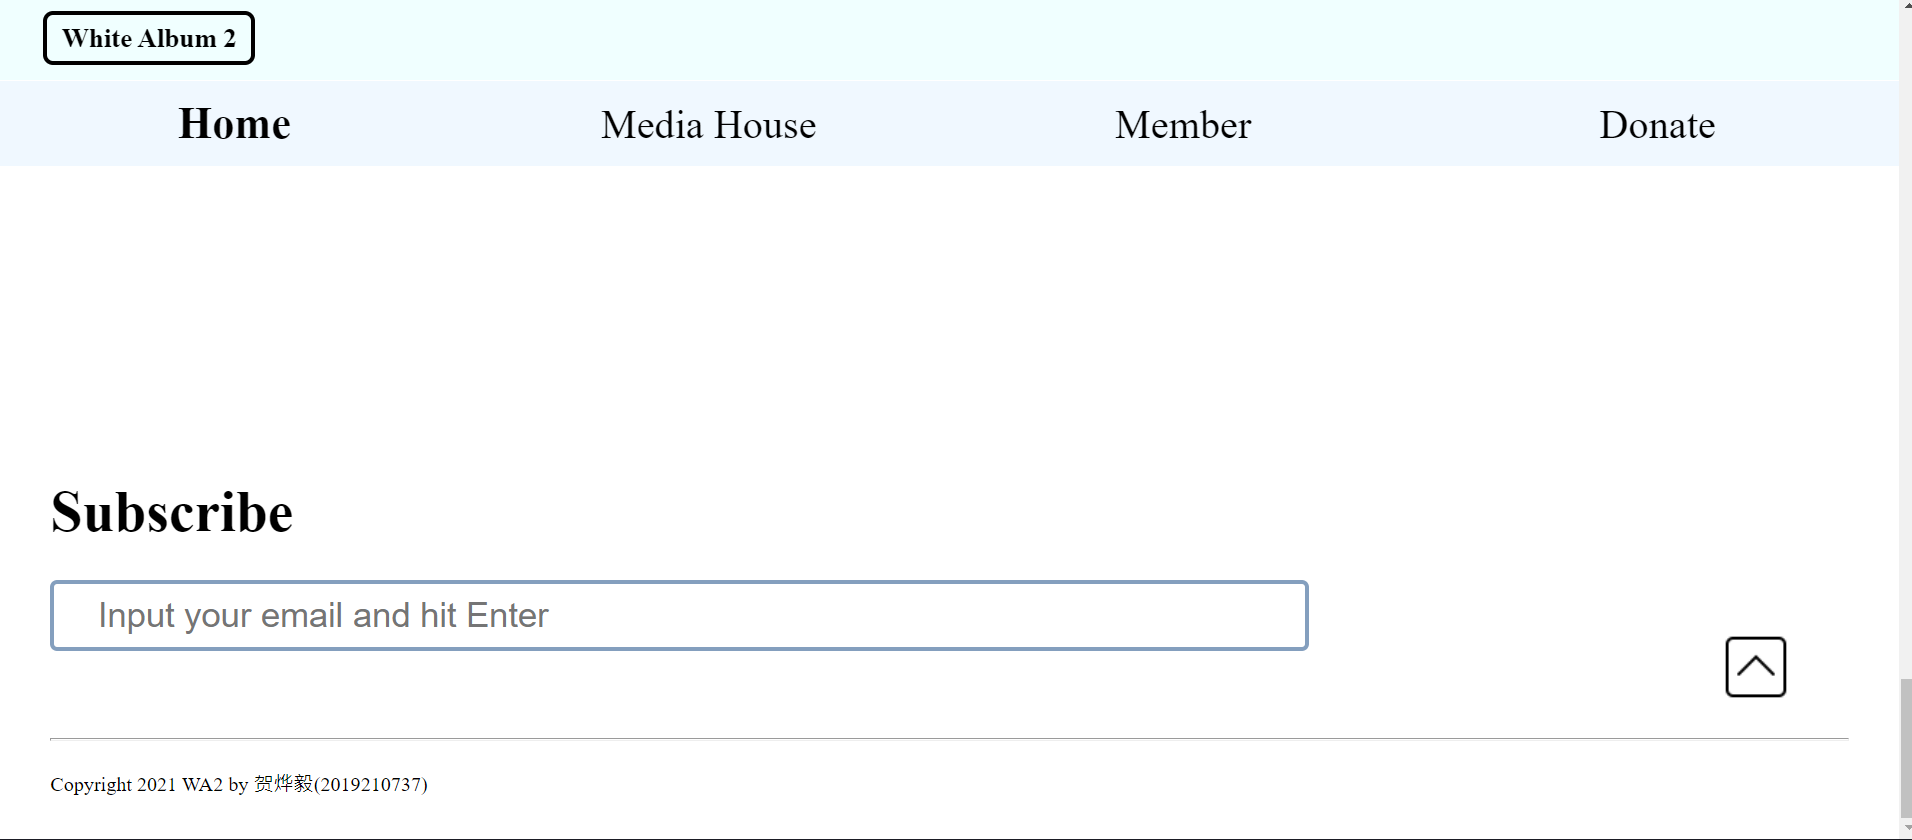 White Album 2
Home Media House Member Donate
Subscribe
Input your email and hit Enter
Copyright 2021 WA2 by 贺烨毅(2019210737)